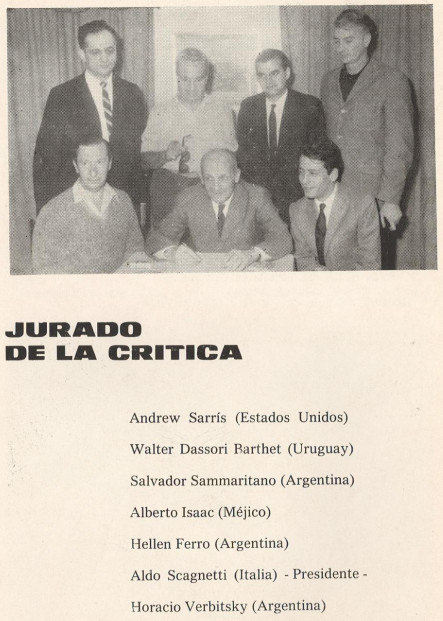 JURADO
DE LA CRITICA
Andrew Sarrís (Estados Unidos)
Walter Dassori Barthet (Uruguay)
Salvador Sammaritano (Argentina)
Alberto Isaac (Méjico)
Hellen Ferro (Argentina)
Aldo Scagnetti (Italia) - Presidente -
Horacio Verbitsky (Argentina)